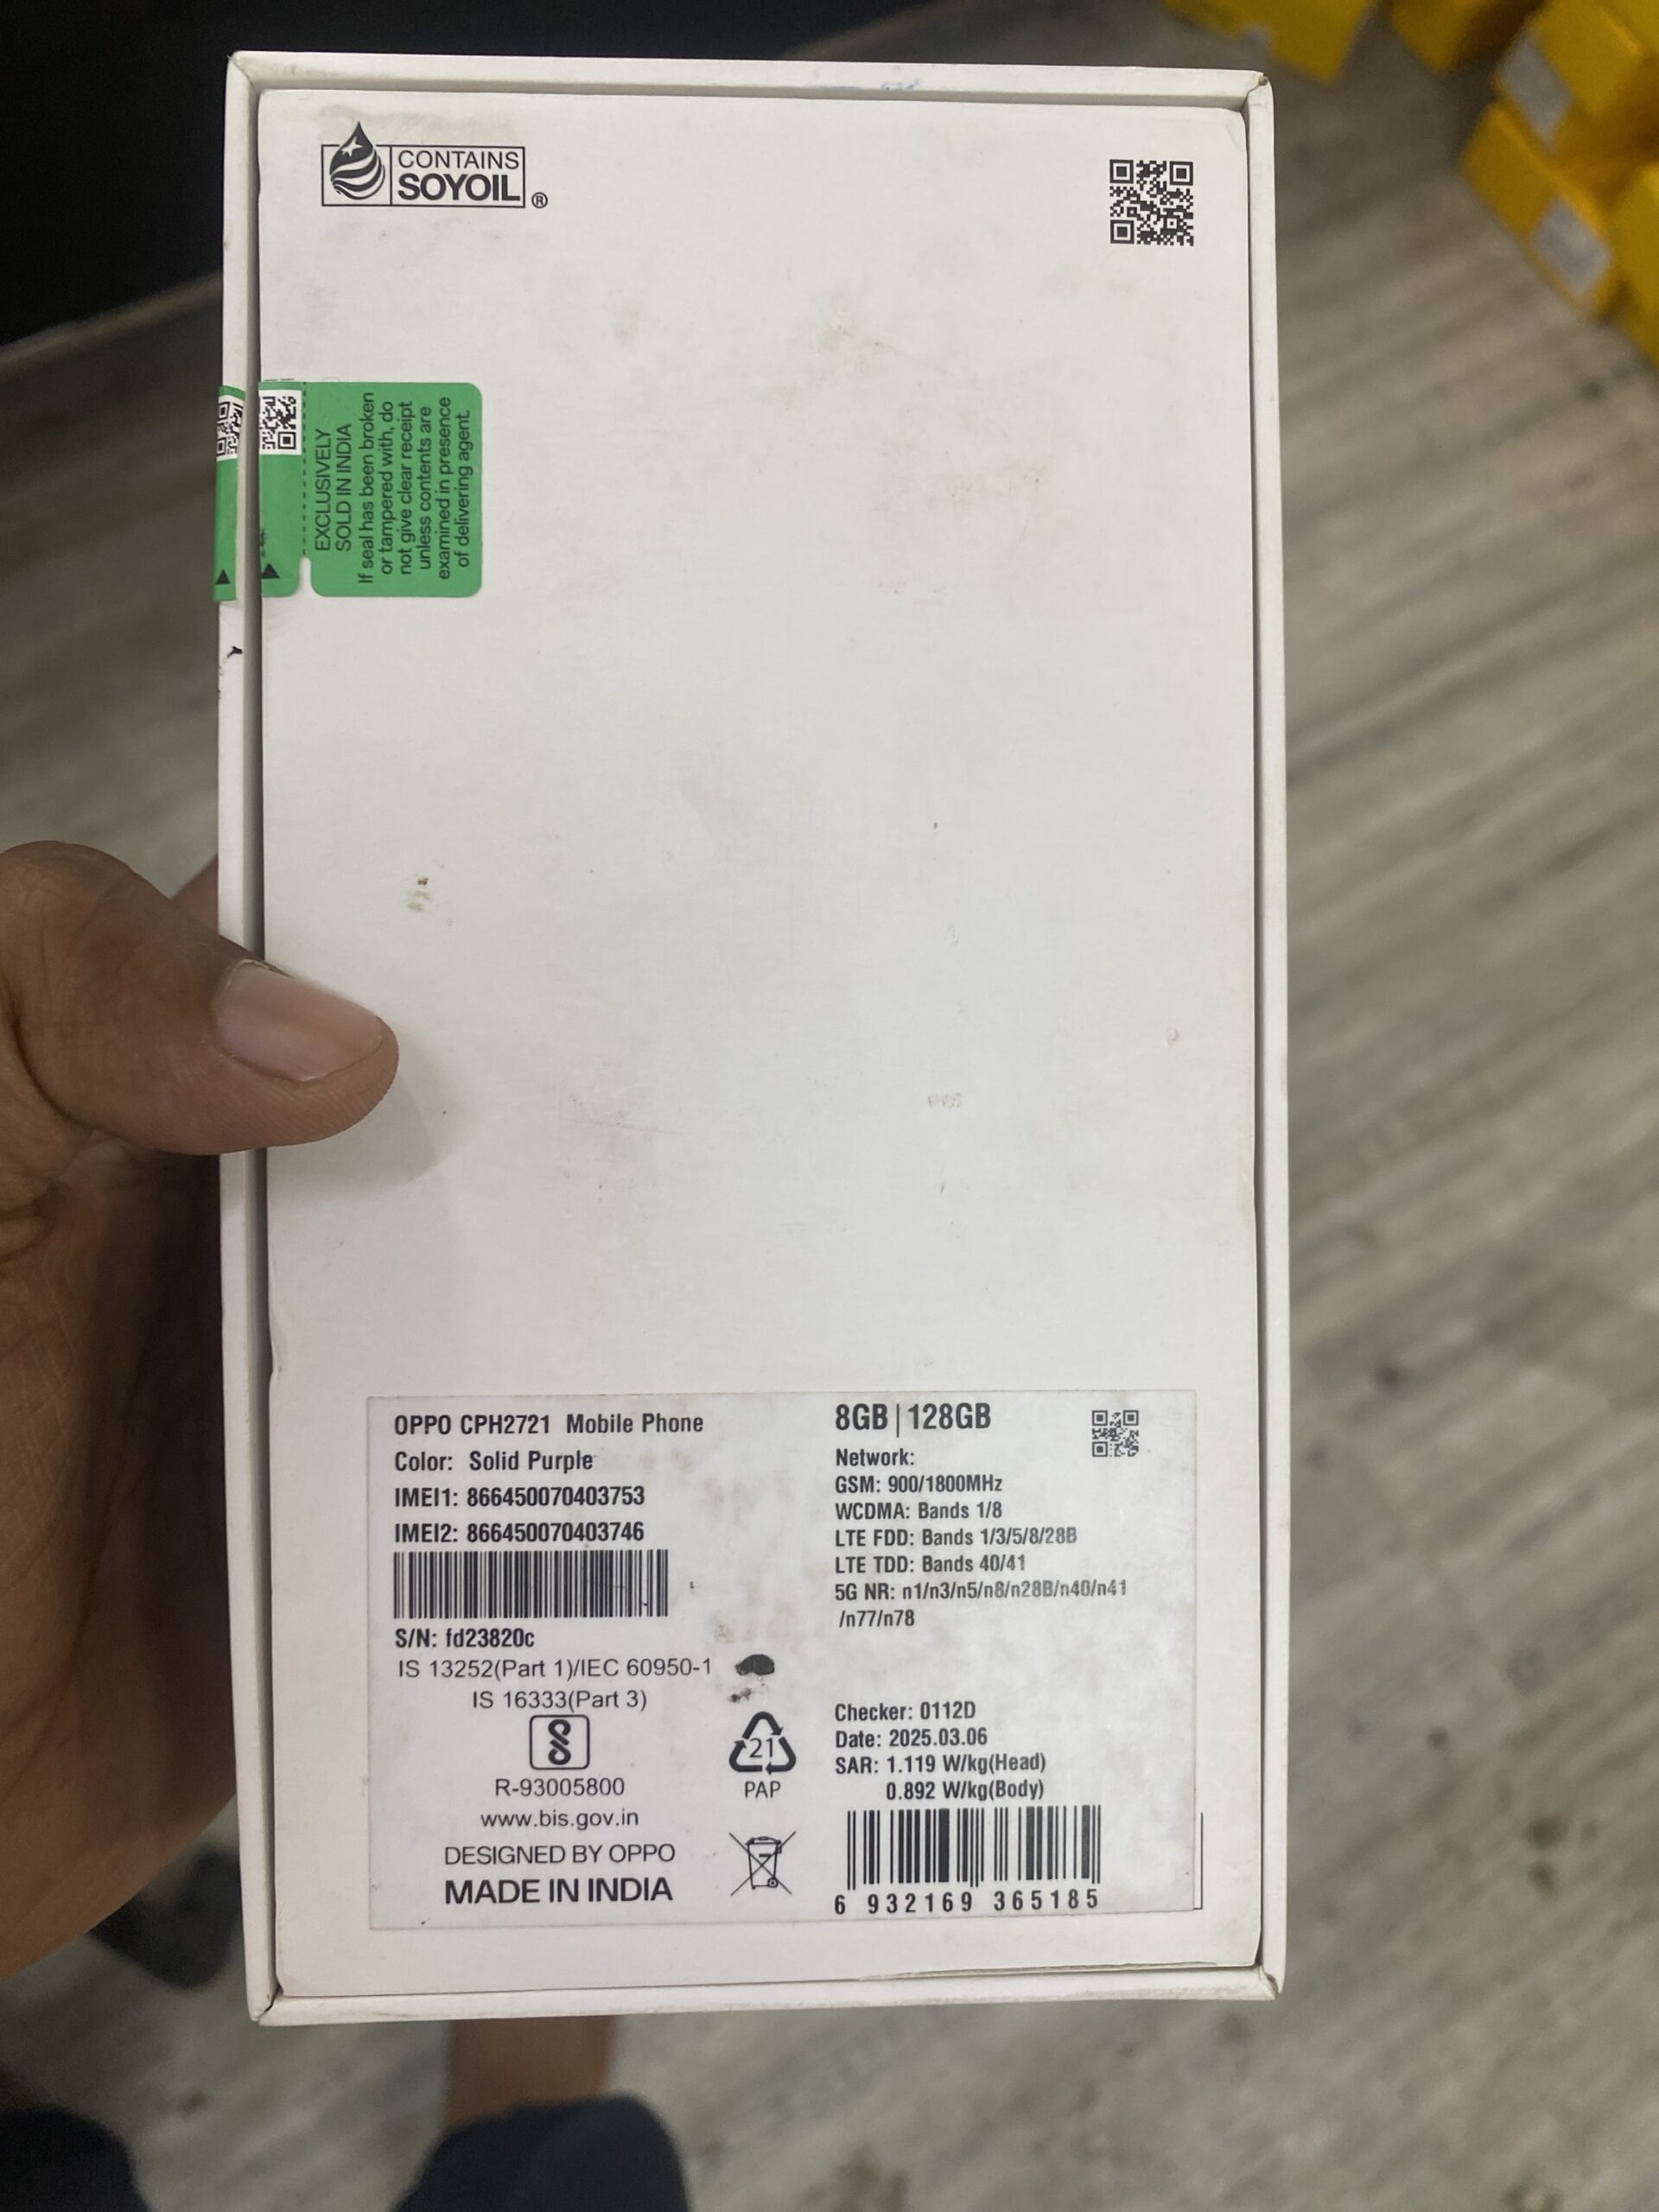 CONTAINS
SOYOIL ®
EXCLUSIVELY
SOLD IN INDIA
If seal has been broken
or tampered with, do
not give clear receipt
unless contents are
examined in presence
of delivering agent.
OPPO CPH2721 Mobile Phone
Color: Solid Purple
IMEI1: 866450070403753
IMEI2: 866450070403746
S/N: fd23820c
IS 13252(Part 1)/IEC 60950-1
IS 16333(Part 3)
R-93005800
www.bis.gov.in
DESIGNED BY OPPO
MADE IN INDIA
21
PAP
8GB | 128GB
Network:
GSM: 900/1800MHz
WCDMA: Bands 1/8
LTE FDD: Bands 1/3/5/8/28B
LTE TDD: Bands 40/41
5G NR: n1/n3/n5/n8/n28B/n40/n41
/n77/n78
Checker: 0112D
Date: 2025.03.06
SAR: 1.119 W/kg(Head)
0.892 W/kg(Body)
6 932169 365185